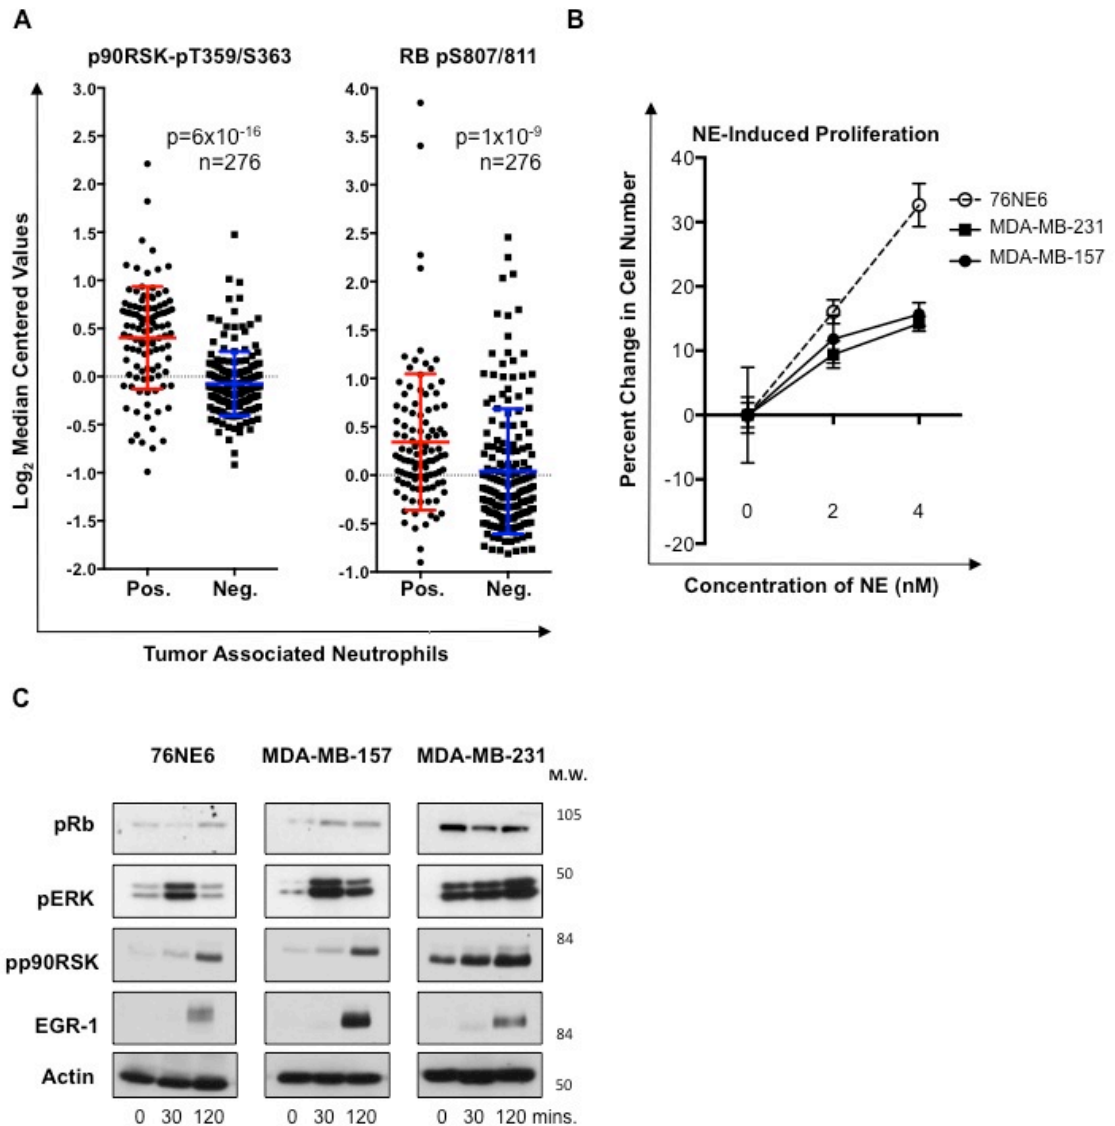 A
p90RSK-pT359/S363
RB pS807/811
3.0
2.5
2.0
1.5
1.0
0.5
0.0
-0.5
-1.0
-1.5
-2.0
p=6x10-16
n=276
4.0
3.5
3.0
2.5
2.0
1.5
1.0
0.5
0.0
-0.5
-1.0
p=1x10-9
n=276
Log2 Median Centered Values
Pos. Neg.
Pos. Neg.
Tumor Associated Neutrophils
B
NE-Induced Proliferation
40
30
20
10
0
-10
-20
Percent Change in Cell Number
76NE6
MDA-MB-231
MDA-MB-157
0 2 4
Concentration of NE (nM)
C
76NE6 MDA-MB-157 MDA-MB-231
M.W.
pRb 105
pERK 50
pp90RSK 84
EGR-1 84
Actin 50
0 30 120 0 30 120 0 30 120 mins.